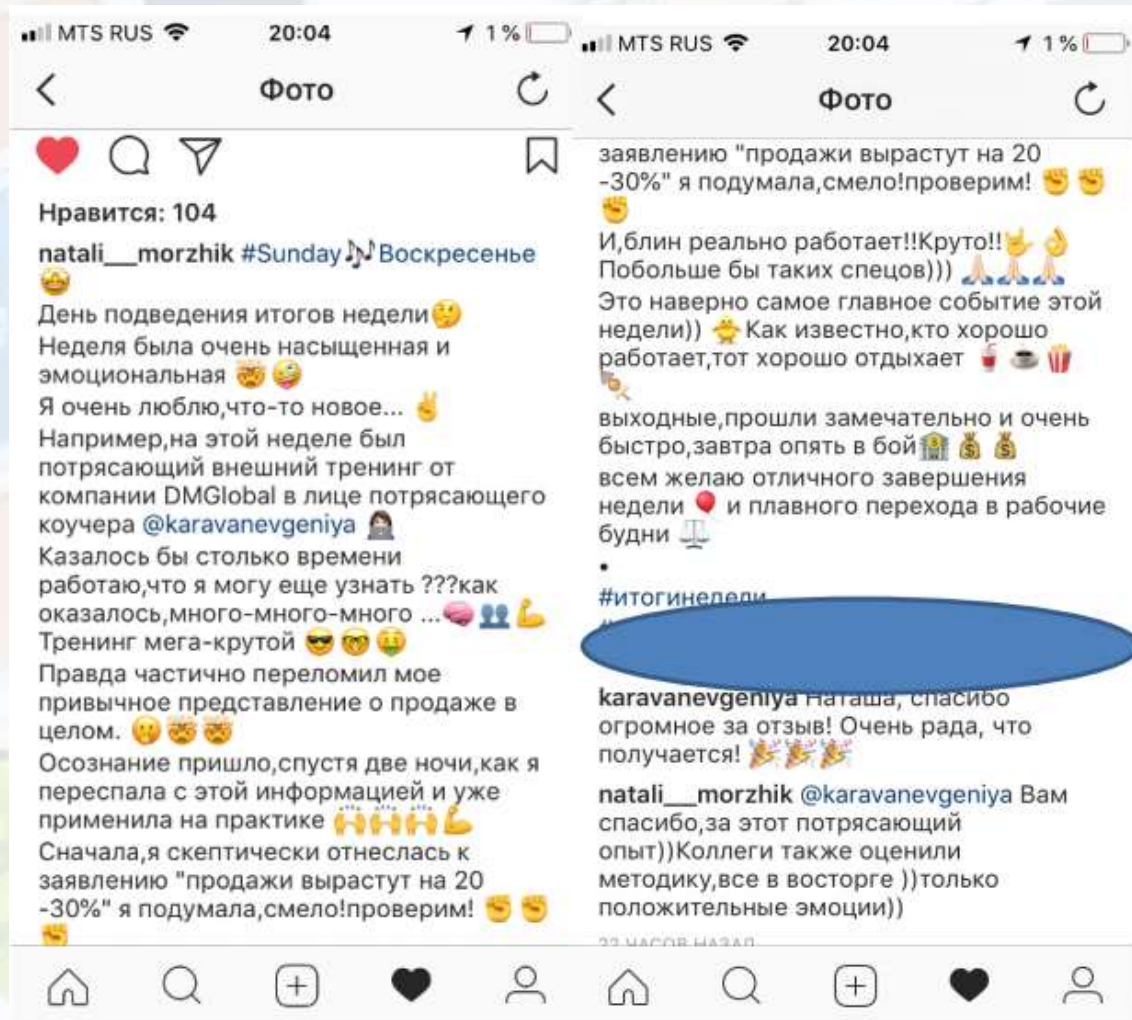 MTS RUS 20:04 1 %
Фото
Нравится: 104
natali___morzhik #Sunday🎶Воскресенье
🤩
День подведения итогов недели🤔
Неделя была очень насыщенная и
эмоциональная 🤯🤪
Я очень люблю,что-то новое... ✌️
Например,на этой неделе был
потрясающий внешний тренинг от
компании DMGlobal в лице потрясающего
коучера @karavanevgeniya 👩🏻‍💻
Казалось бы столько времени
работаю,что я могу еще узнать ???как
оказалось,много-много-много ...🧠👥💪
Тренинг мега-крутой 😎🤓🤑
Правда частично переломил мое
привычное представление о продаже в
целом. 🤭🤯🤯
Осознание пришло,спустя две ночи,как я
переспала с этой информацией и уже
применила на практике 🙌🙌🙌💪
Сначала,я скептически отнеслась к
заявлению "продажи вырастут на 20
-30%" я подумала,смело!проверим! ✊✊
✊
MTS RUS 20:04 1 %
Фото
заявлению "продажи вырастут на 20
-30%" я подумала,смело!проверим! ✊✊
✊
И,блин реально работает!!Круто!!🤟👌
Побольше бы таких спецов))) 🙏🏻🙏🏻🙏🏻
Это наверно самое главное событие этой
недели)) 🐥Как известно,кто хорошо
работает,тот хорошо отдыхает 🥤☕🍿
🍡
выходные,прошли замечательно и очень
быстро,завтра опять в бой🏦💰💰
всем желаю отличного завершения
недели 🎈 и плавного перехода в рабочие
будни ⚖️
•
#итогинедели
karavanevgeniya Наташа, спасибо
огромное за отзыв! Очень рада, что
получается! 🎉🎉🎉
natali___morzhik @karavanevgeniya Вам
спасибо,за этот потрясающий
опыт))Коллеги также оценили
методику,все в восторге ))только
положительные эмоции))
22 ЧАСОВ НАЗАД